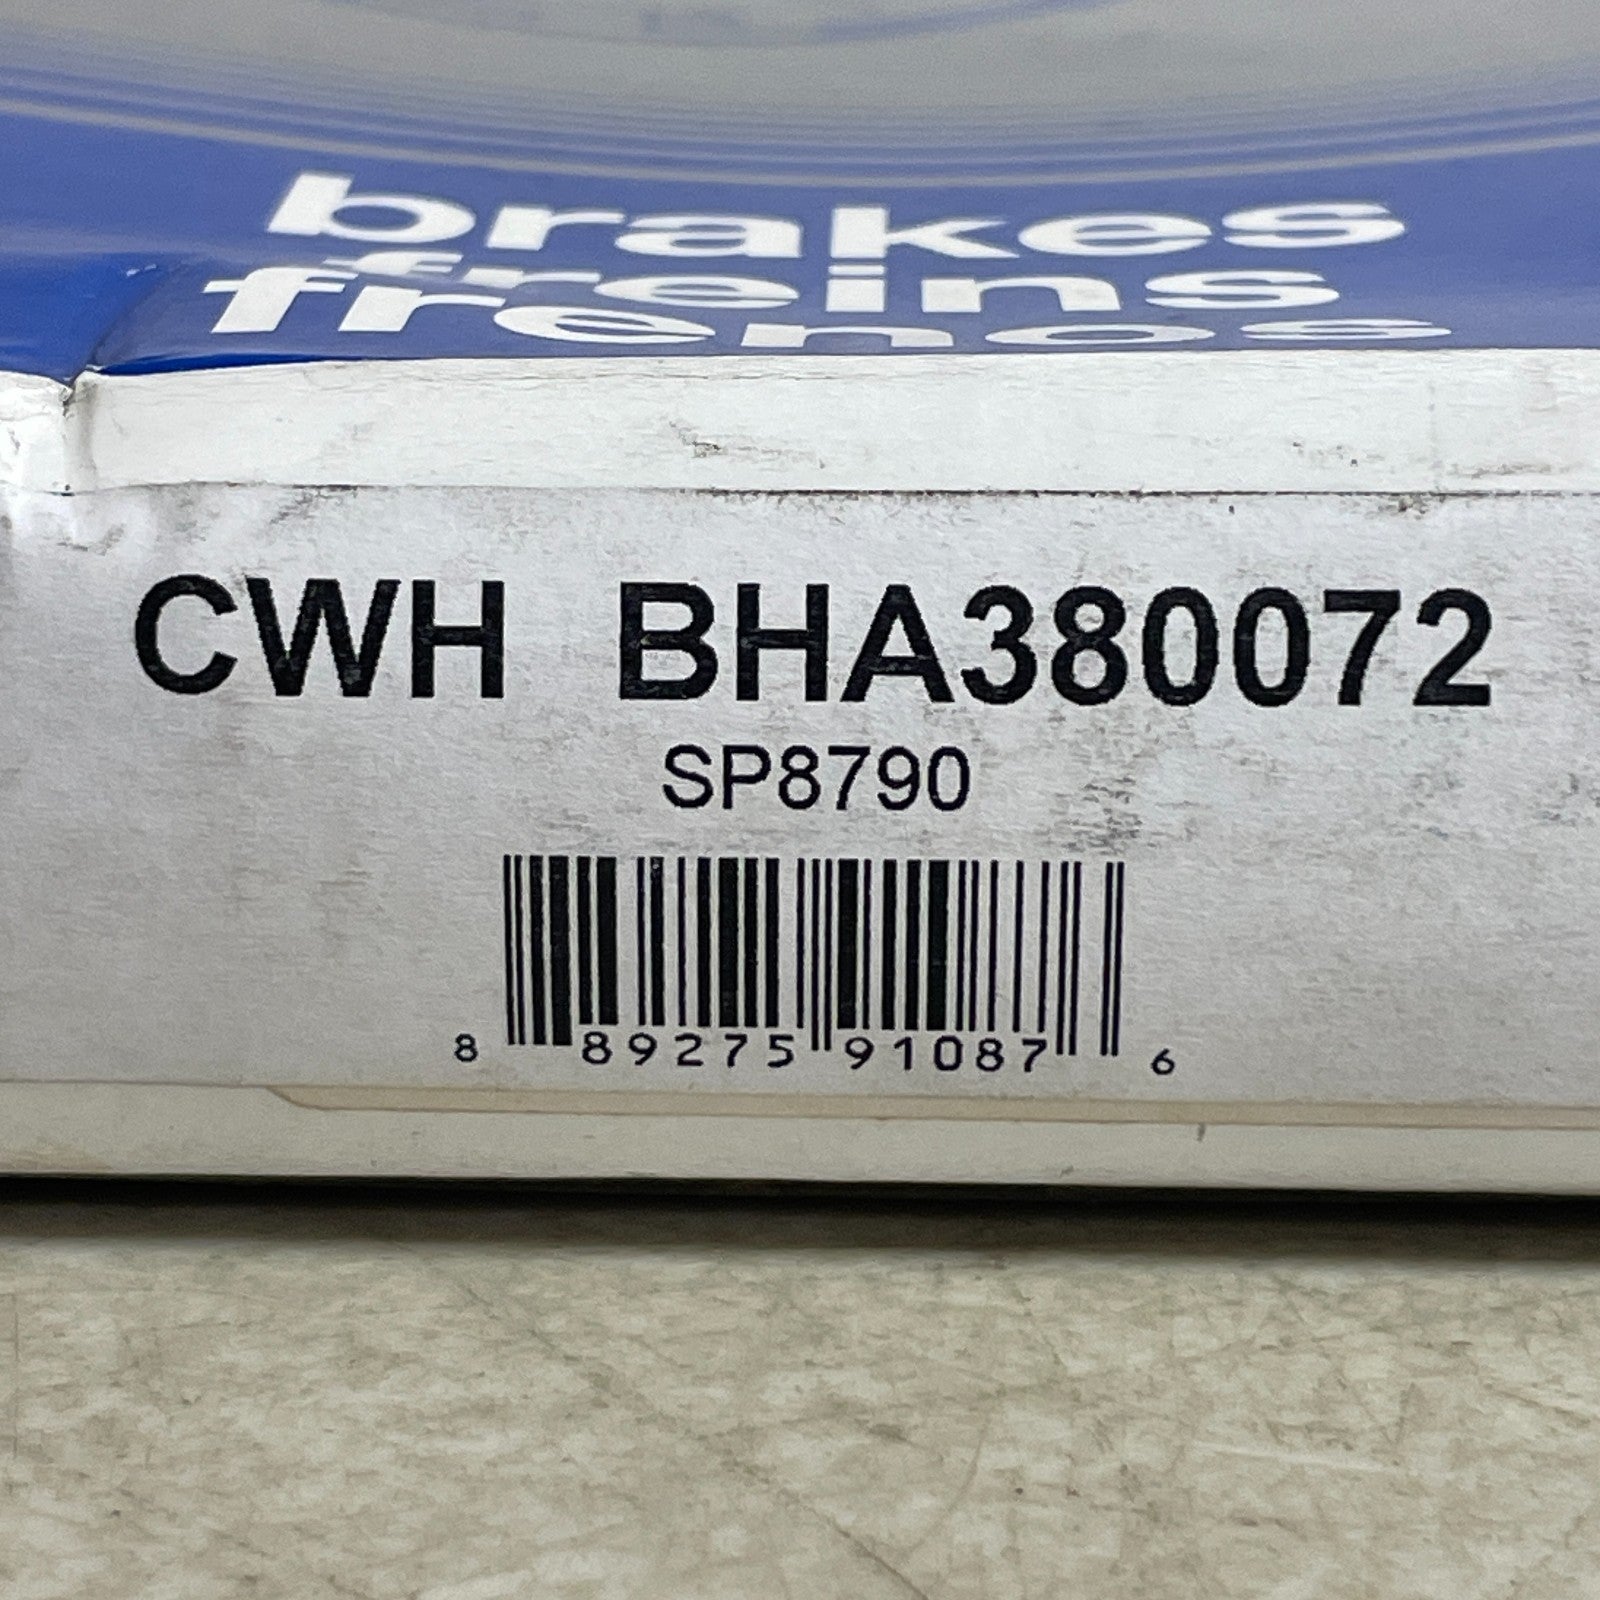 brakes
freins
frenos
CWH BHA380072
SP8790
8 89275 91087 6